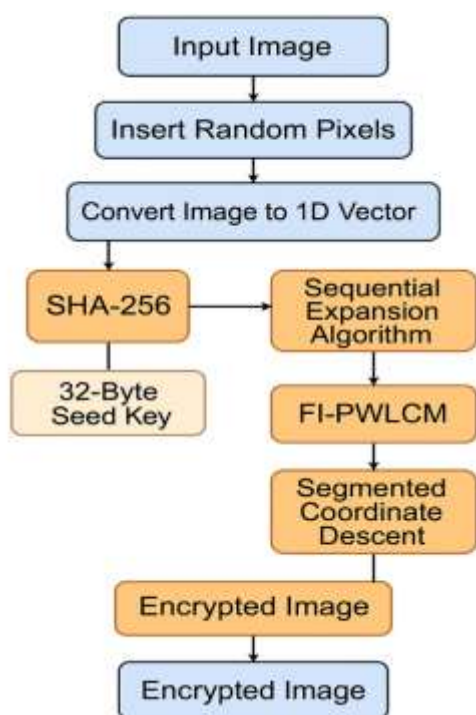 Input Image
Insert Random Pixels
Convert Image to 1D Vector
SHA-256
Sequential
Expansion
Algorithm
32-Byte
Seed Key
FI-PWLCM
Segmented
Coordinate
Descent
Encrypted Image
Encrypted Image